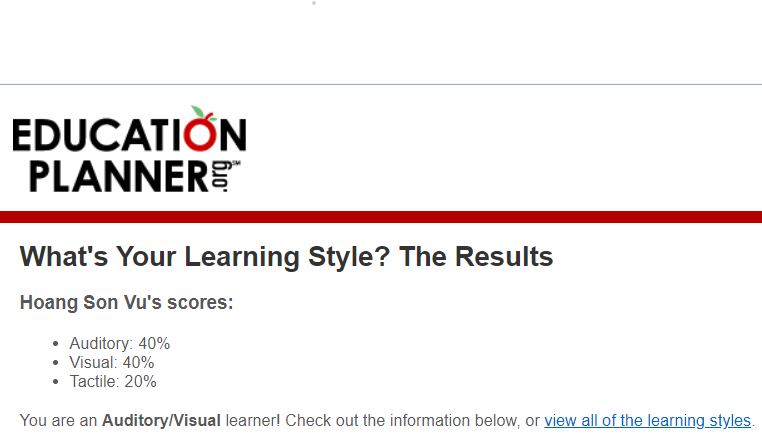 EDUCATION
PLANNER.org℠
What's Your Learning Style? The Results
Hoang Son Vu's scores:
• Auditory: 40%
• Visual: 40%
• Tactile: 20%
You are an Auditory/Visual learner! Check out the information below, or view all of the learning styles.